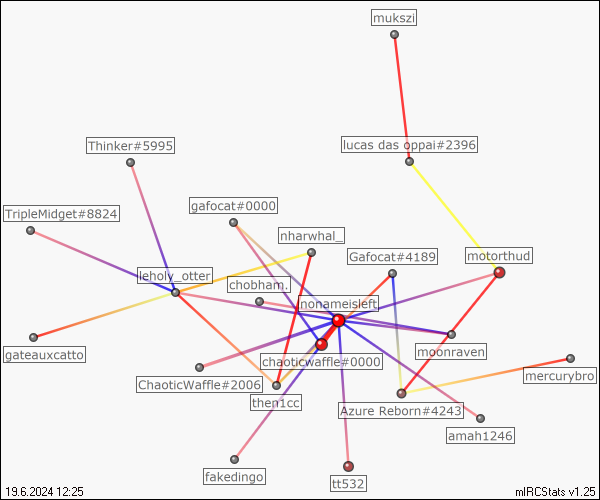 mukszi
Thinker#5995
lucas das oppai#2396
TripleMidget#8824
gafocat#0000
nharwhal_
Gafocat#4189
motorthud
leholy_otter
chobham.
nonameisleft
gateauxcatto
chaoticwaffle#0000
moonraven
ChaoticWaffle#2006
mercurybro
then1cc
Azure Reborn#4243
amah1246
fakedingo
tt532
19.6.2024 12:25
mIRCStats v1.25